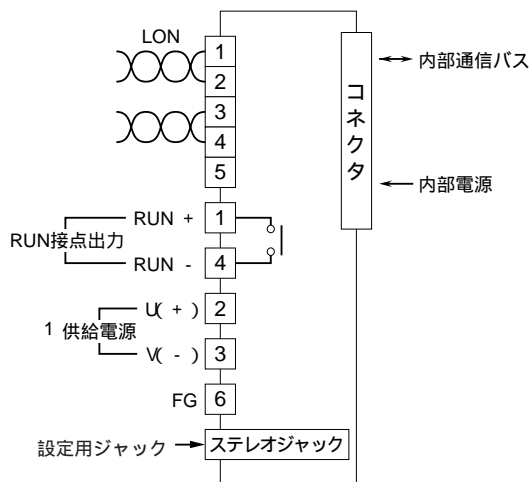 LON
1
2
3
4
5
コネクタ
内部通信バス
内部電源
RUN接点出力
RUN +
1
RUN -
4
1 供給電源
U( + )
2
V( - )
3
FG
6
設定用ジャック
ステレオジャック